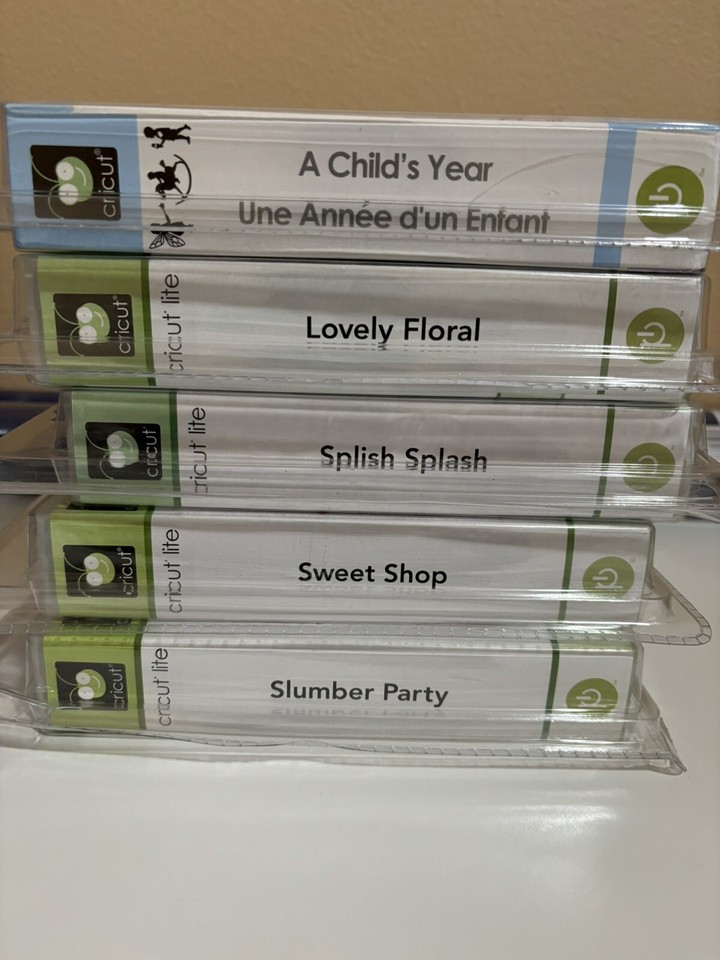 cricut
A Child's Year
Une Année d'un Enfant
cricut
cricut lite
Lovely Floral
cricut
cricut lite
Splish Splash
cricut
cricut lite
Sweet Shop
cricut
cricut lite
Slumber Party